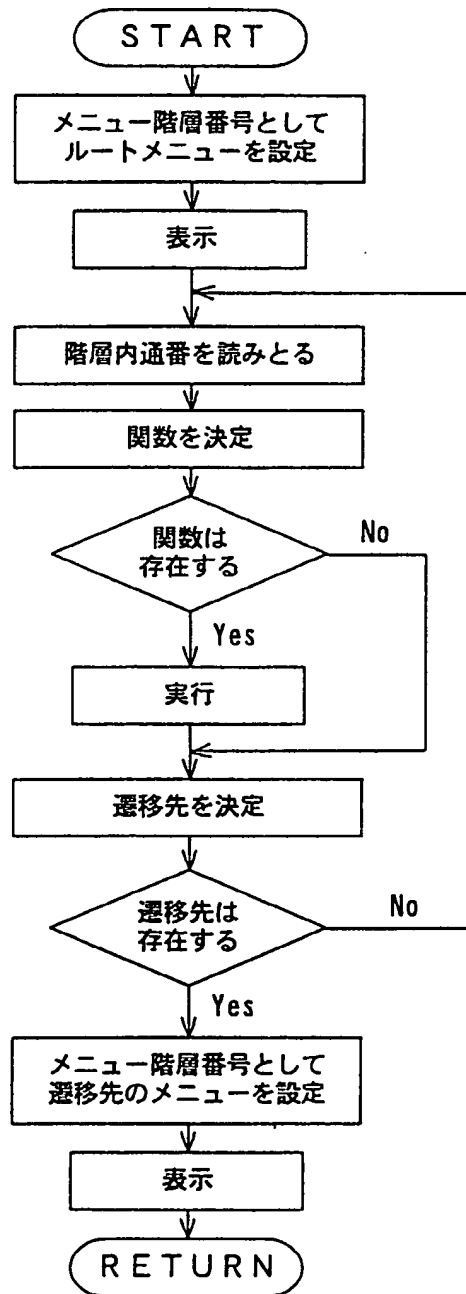 START
メニュー階層番号として
ルートメニューを設定
表示
階層内通番を読みとる
関数を決定
関数は
存在する
No
Yes
実行
遷移先を決定
遷移先は
存在する
No
Yes
メニュー階層番号として
遷移先のメニューを設定
表示
RETURN